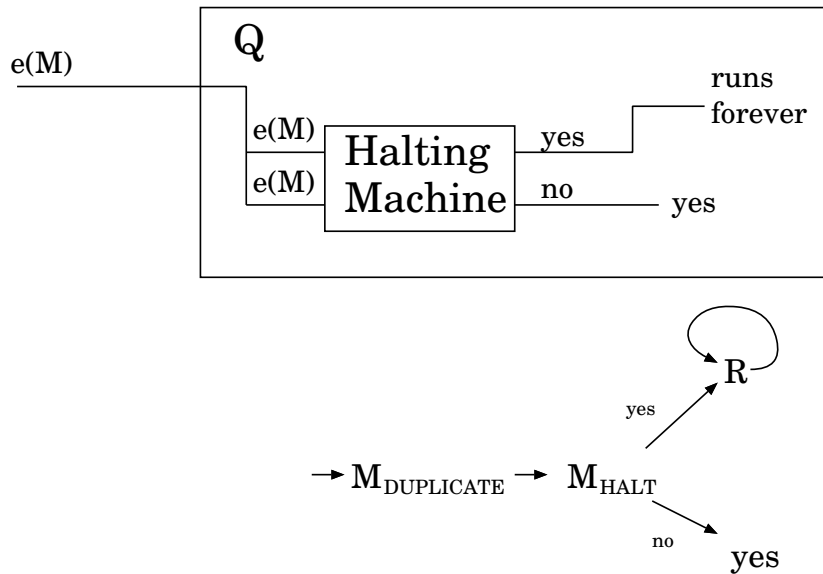 Q
e(M)
runs
forever
e(M)
Halting
yes
e(M)
Machine
no
yes
R
yes
M_DUPLICATE
M_HALT
no
yes